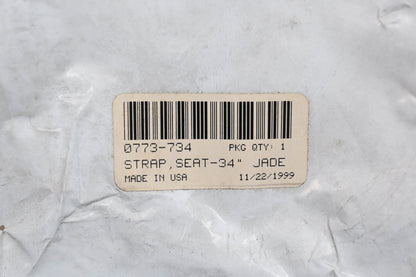 0773-734 PKG QTY: 1
STRAP,SEAT-34" JADE
MADE IN USA 11/22/1999